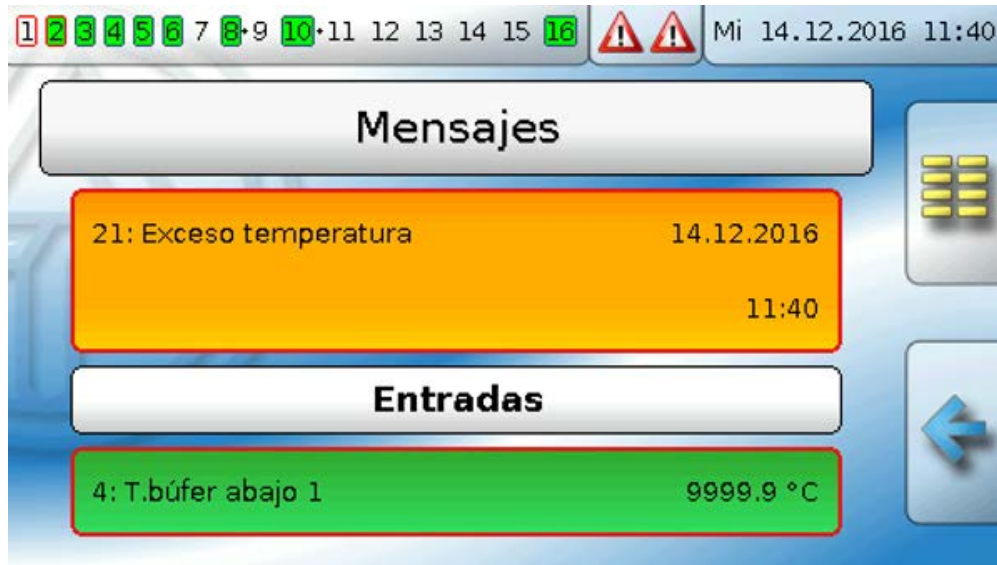 1 2 3 4 5 6 7 8·9 10·11 12 13 14 15 16 Mi 14.12.2016 11:40
Mensajes
21: Exceso temperatura 14.12.2016
11:40
Entradas
4: T.búfer abajo 1 9999.9 °C